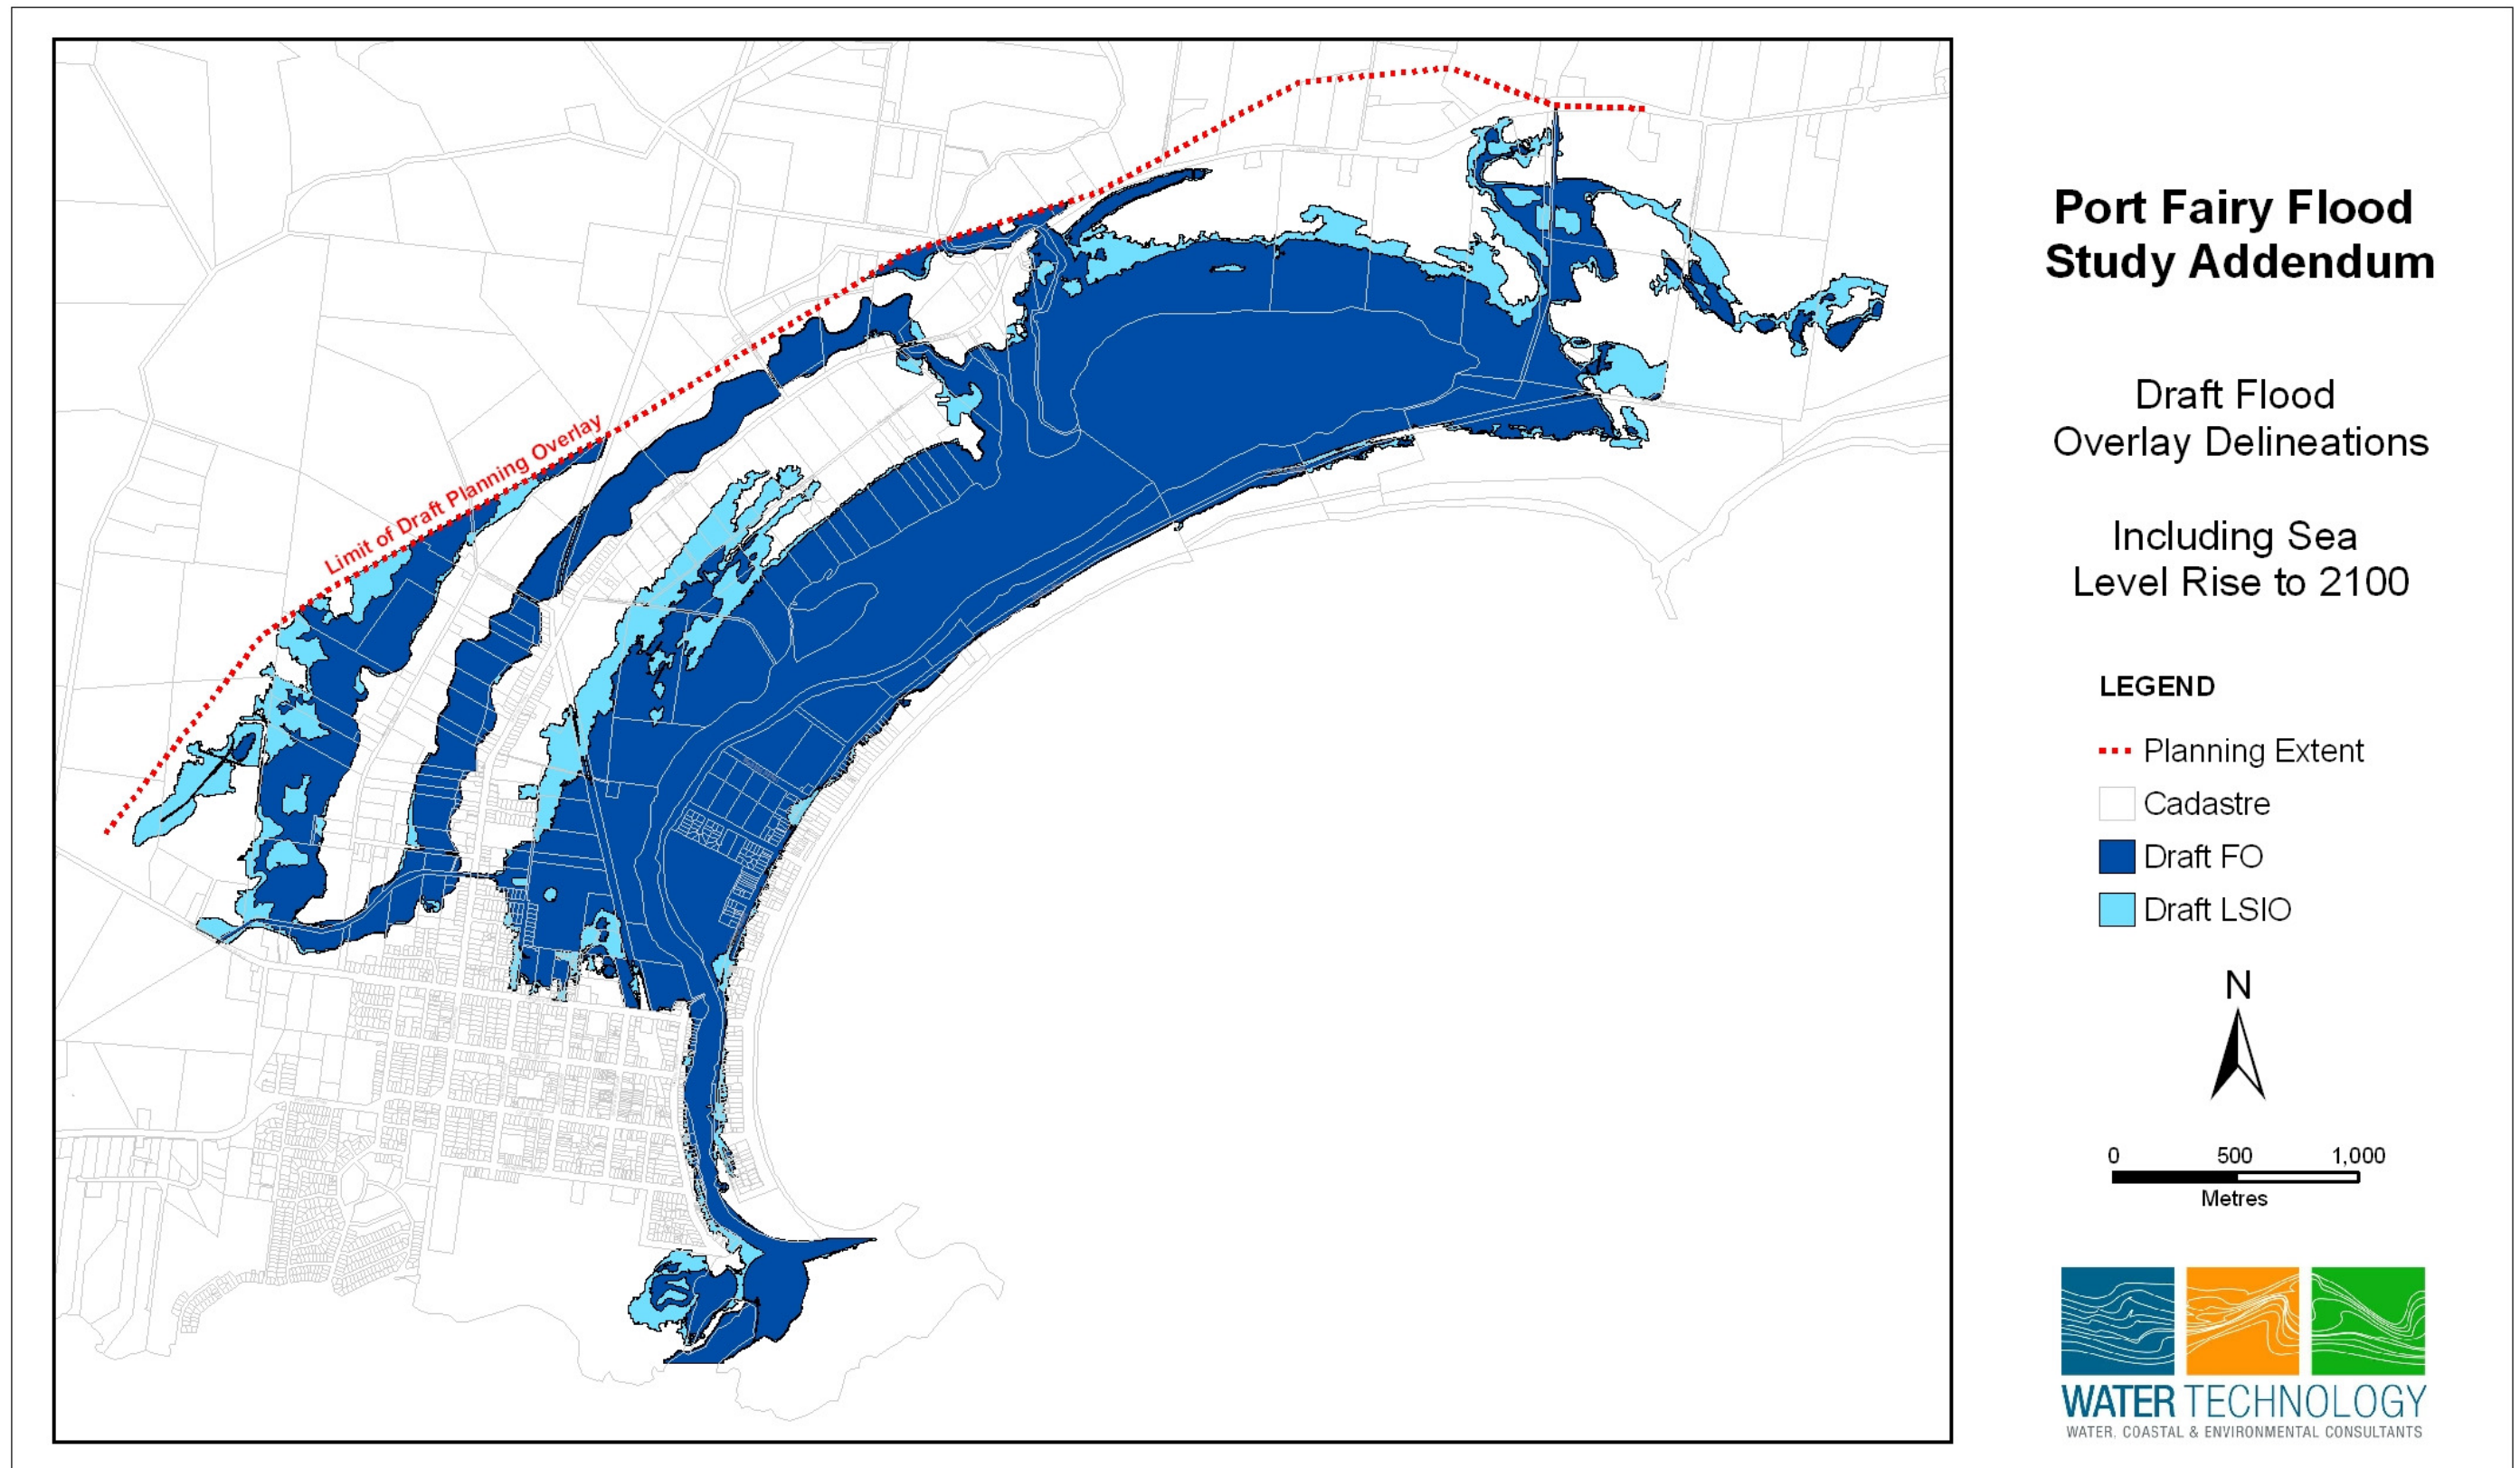 Port Fairy Flood
Study Addendum
Draft Flood
Overlay Delineations
Including Sea
Level Rise to 2100
LEGEND
Planning Extent
Cadastre
Draft FO
Draft LSIO
N
0 500 1,000
Metres
WATER TECHNOLOGY
WATER, COASTAL & ENVIRONMENTAL CONSULTANTS
Limit of Draft Planning Overlay